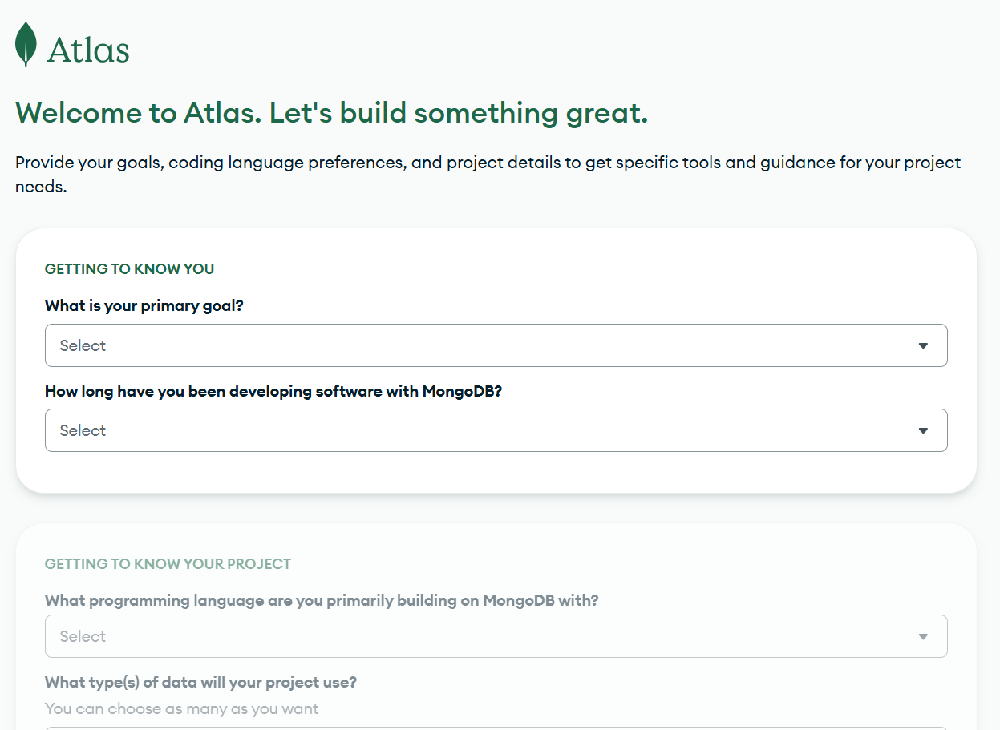 Atlas
Welcome to Atlas. Let's build something great.
Provide your goals, coding language preferences, and project details to get specific tools and guidance for your project
needs.
GETTING TO KNOW YOU
What is your primary goal?
Select
How long have you been developing software with MongoDB?
Select
GETTING TO KNOW YOUR PROJECT
What programming language are you primarily building on MongoDB with?
Select
What type(s) of data will your project use?
You can choose as many as you want